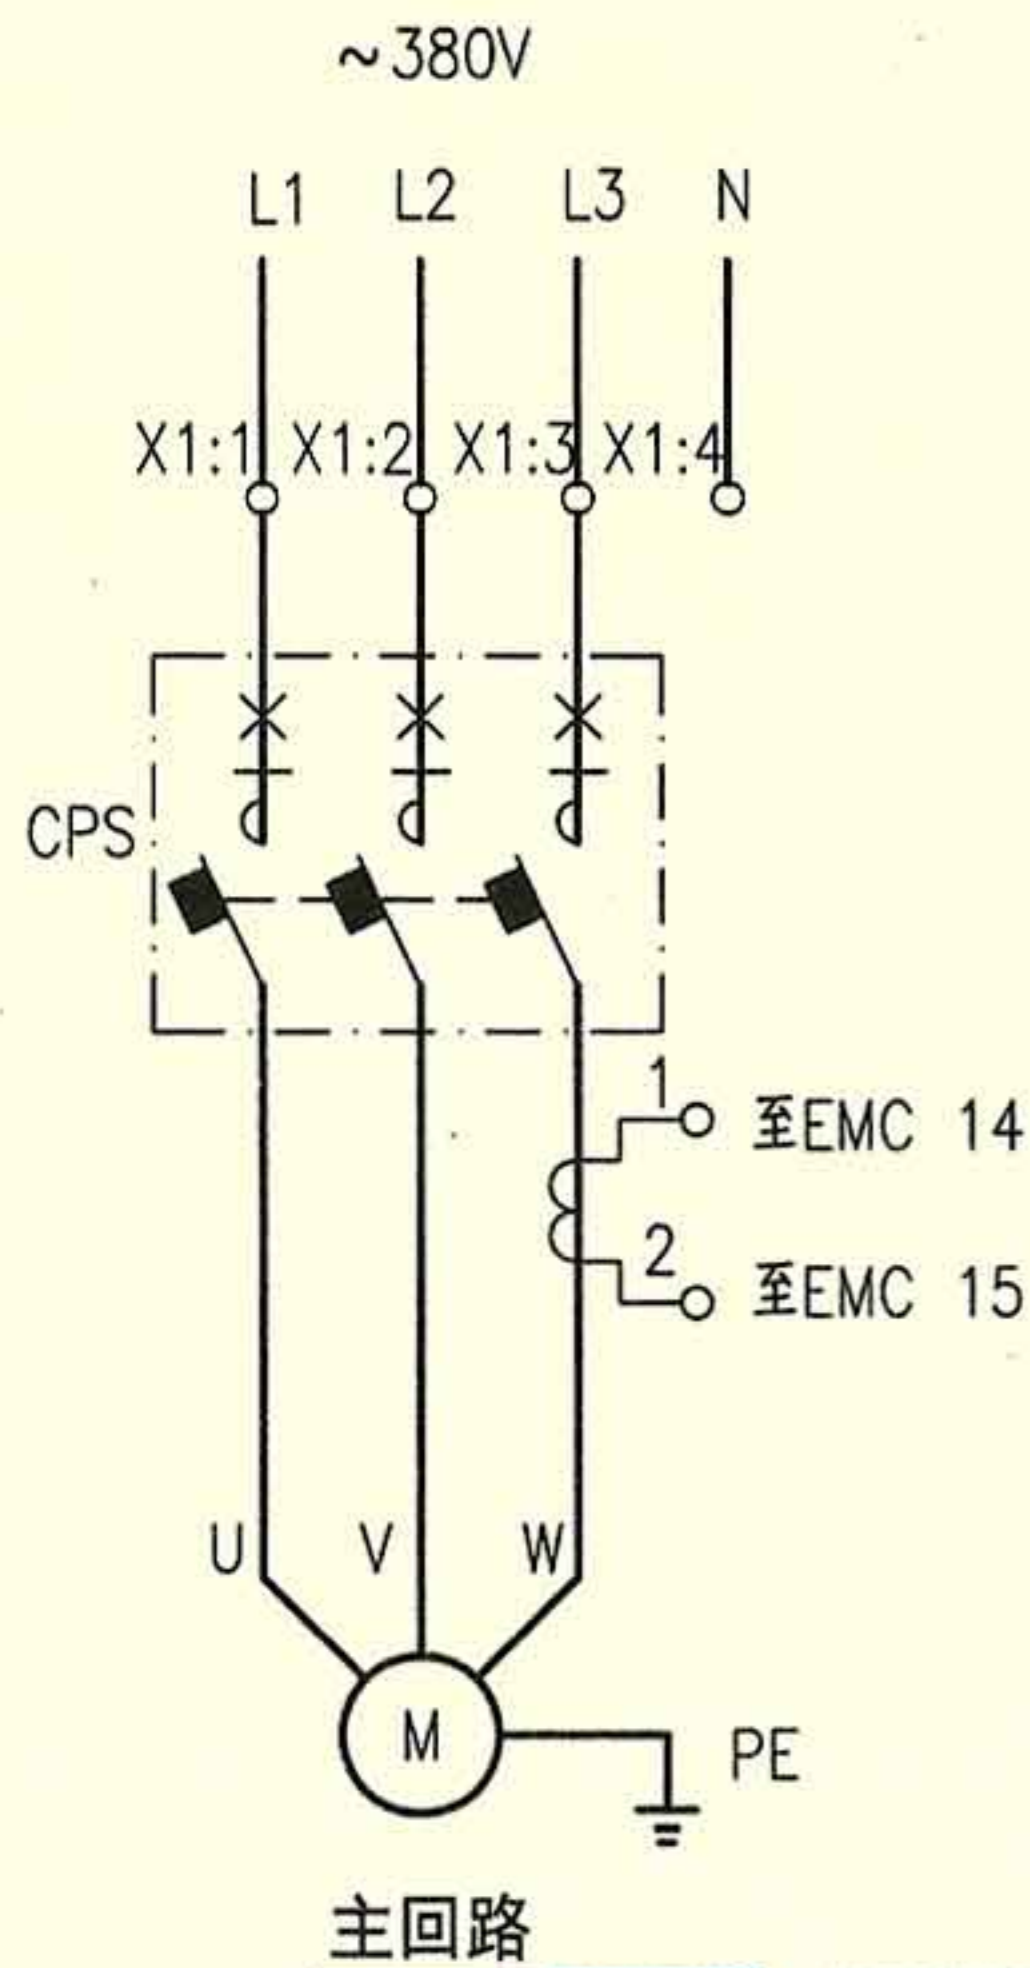 ~380V
L1 L2 L3 N
X1:1 X1:2 X1:3 X1:4
CPS
1 至EMC 14
2 至EMC 15
U V W
M PE
主回路